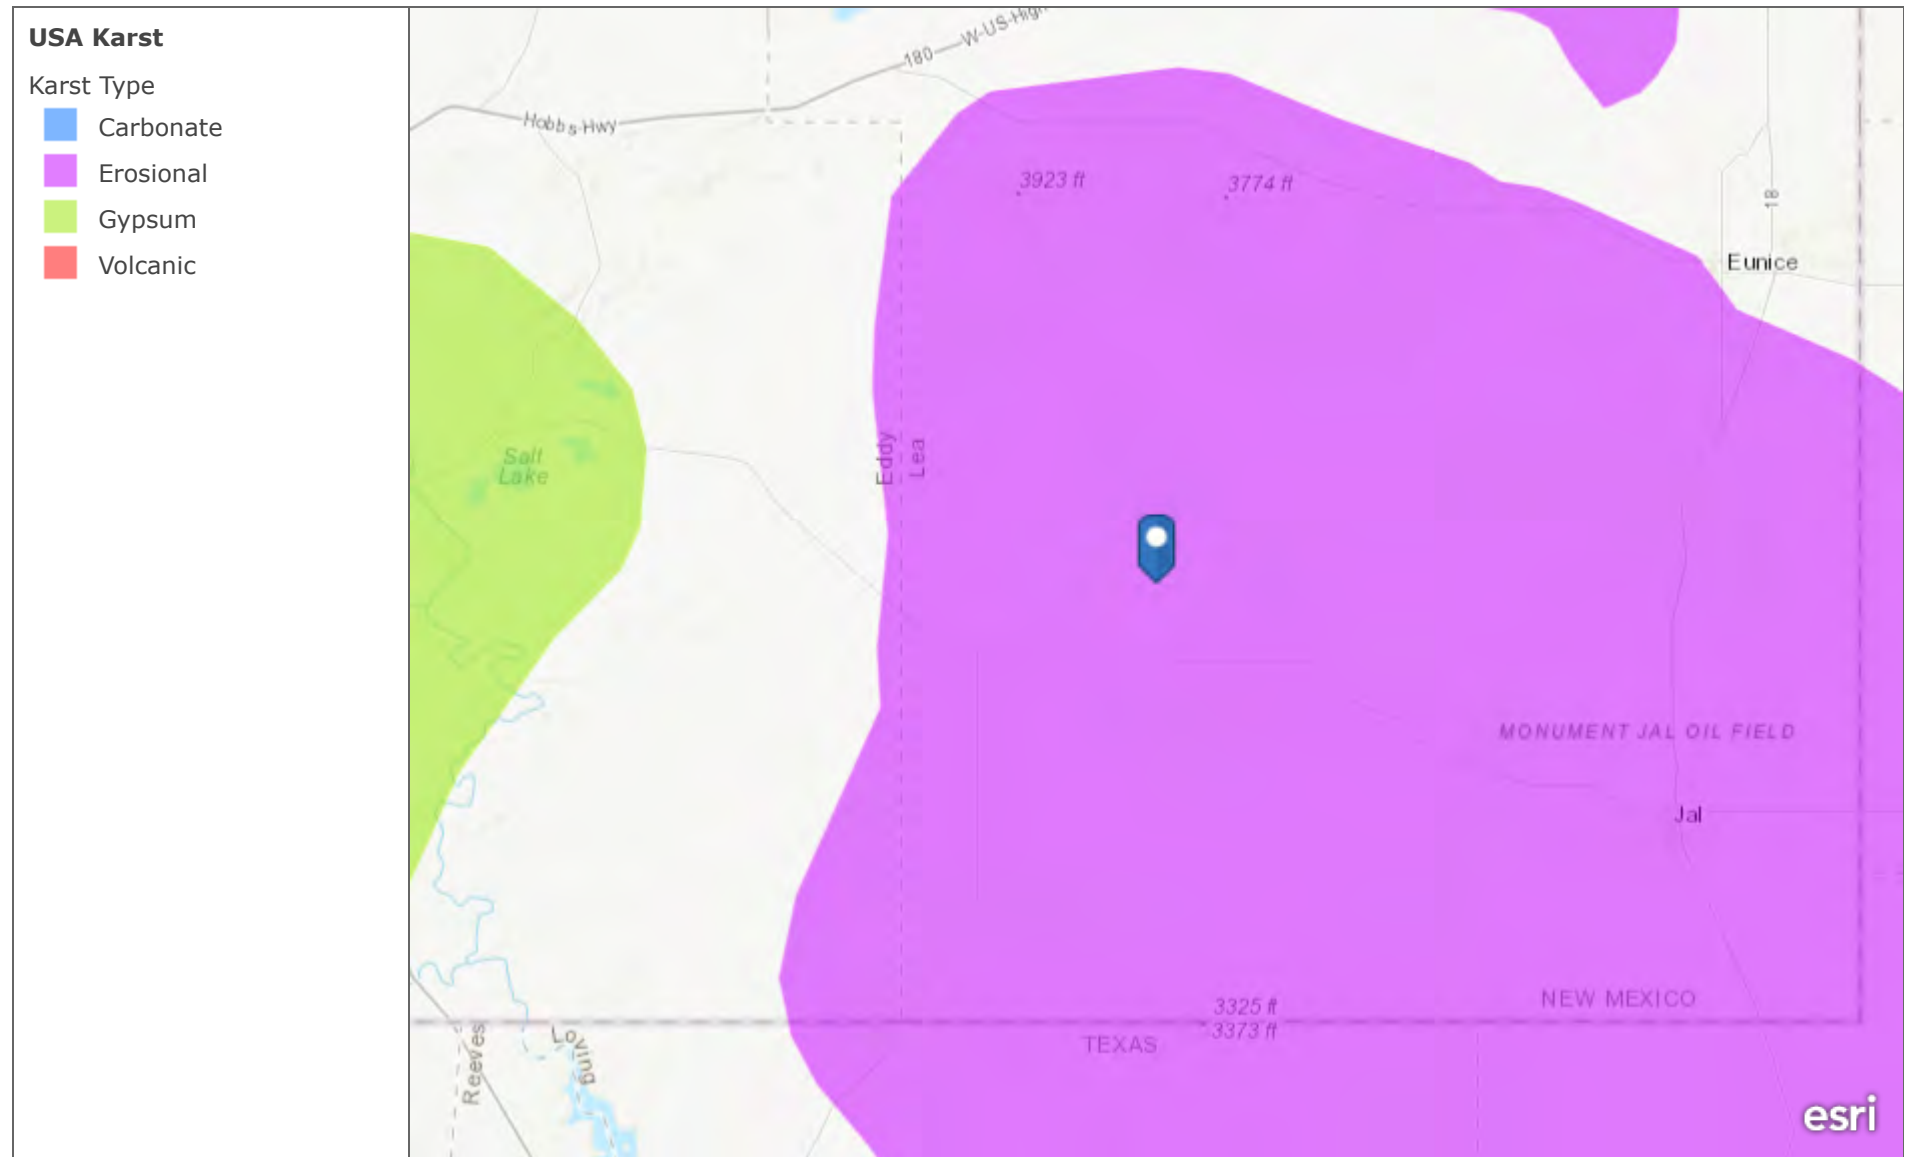 USA Karst
Karst Type
Carbonate
Erosional
Gypsum
Volcanic
180
W-US-High
Hobbs-Hwy
3923 ft
3774 ft
18
Eunice
Salt
Lake
Eddy
Lea
MONUMENT JAL OIL FIELD
Jal
NEW MEXICO
3325 ft
3373 ft
TEXAS
Reeves
Loving
esri